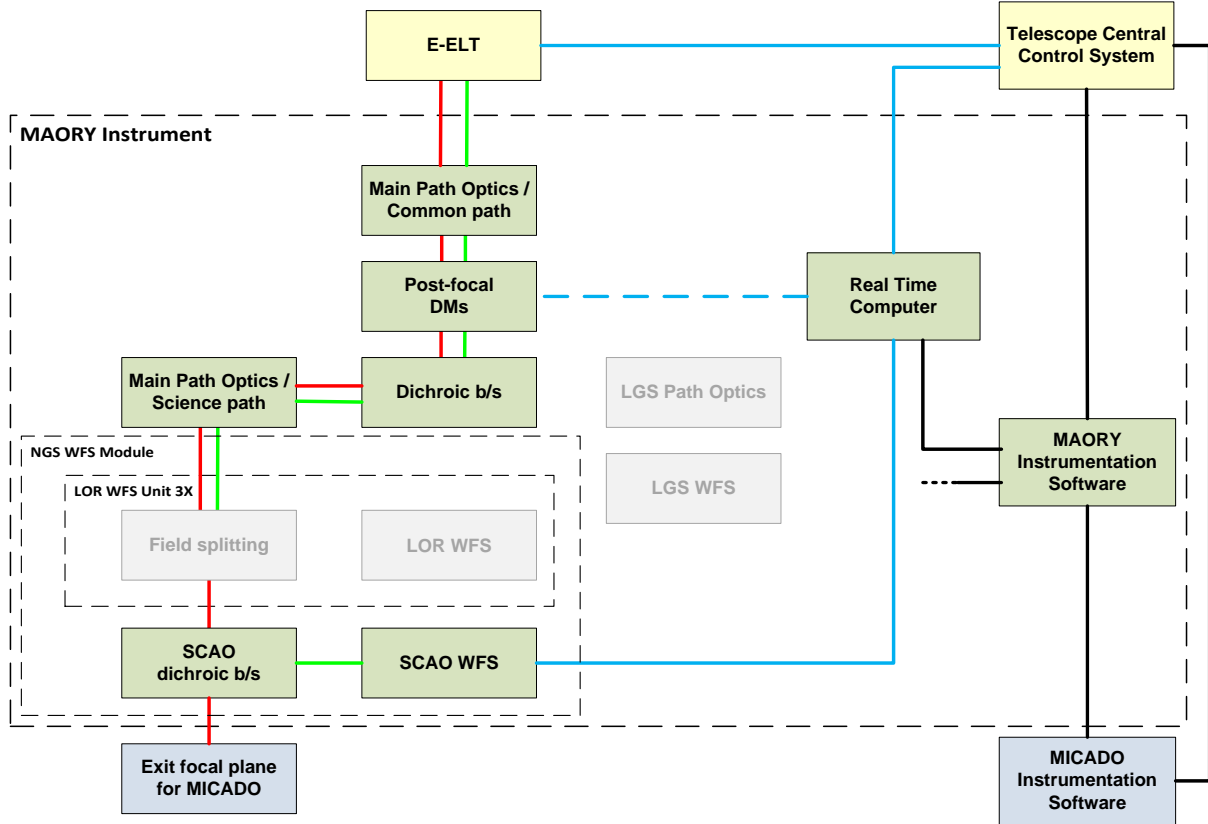 E-ELT
Telescope Central
Control System
MAORY Instrument
Main Path Optics /
Common path
Post-focal
DMs
Real Time
Computer
Main Path Optics /
Science path
Dichroic b/s
LGS Path Optics
NGS WFS Module
MAORY
Instrumentation
Software
LGS WFS
LOR WFS Unit 3X
Field splitting
LOR WFS
SCAO
dichroic b/s
SCAO WFS
Exit focal plane
for MICADO
MICADO
Instrumentation
Software